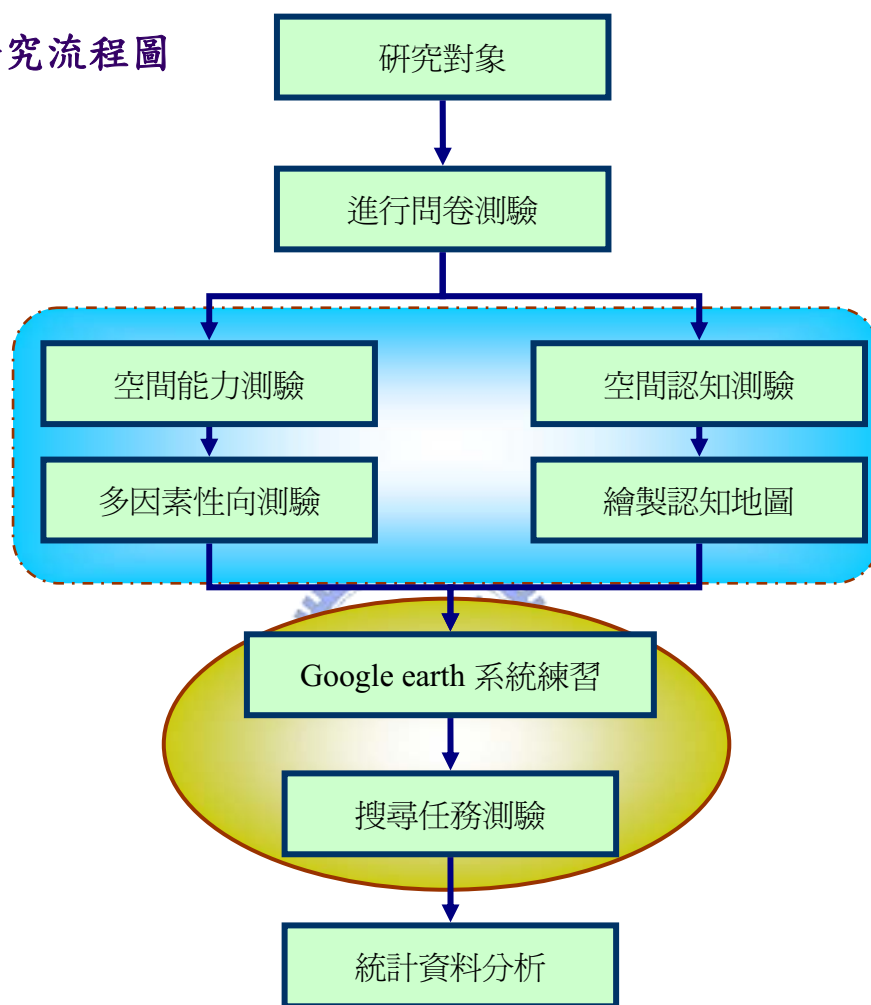 究流程圖
研究對象
進行問卷測驗
空間能力測驗
空間認知測驗
多因素性向測驗
繪製認知地圖
Google earth 系統練習
搜尋任務測驗
統計資料分析